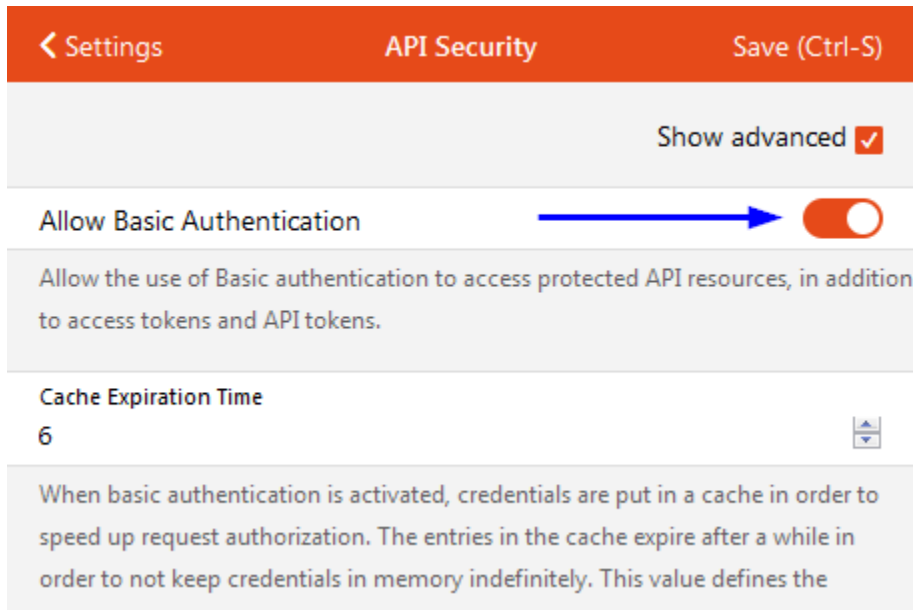 Settings API Security Save (Ctrl-S)
Show advanced
Allow Basic Authentication
Allow the use of Basic authentication to access protected API resources, in addition
to access tokens and API tokens.
Cache Expiration Time
6
When basic authentication is activated, credentials are put in a cache in order to
speed up request authorization. The entries in the cache expire after a while in
order to not keep credentials in memory indefinitely. This value defines the